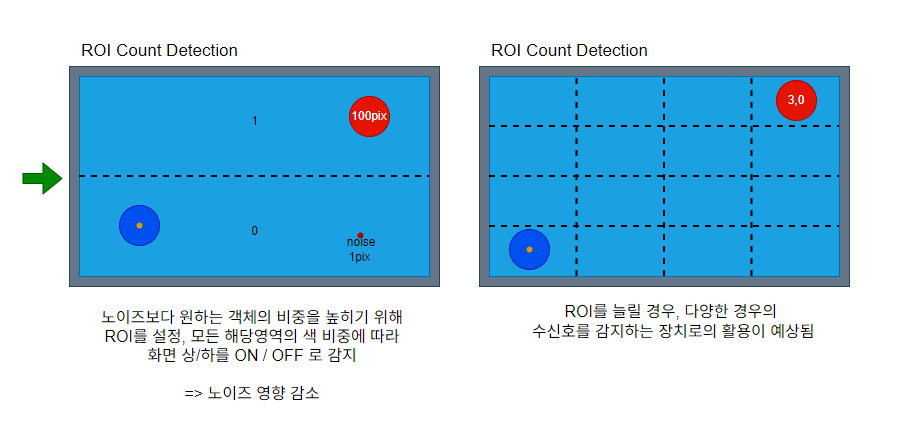 ROI Count Detection
1
100pix
0
noise
1pix
노이즈보다 원하는 객체의 비중을 높히기 위해
ROI를 설정, 모든 해당영역의 색 비중에 따라
화면 상/하를 ON / OFF 로 감지
=> 노이즈 영향 감소
ROI Count Detection
3,0
ROI를 늘릴 경우, 다양한 경우의
수신호를 감지하는 장치로의 활용이 예상됨